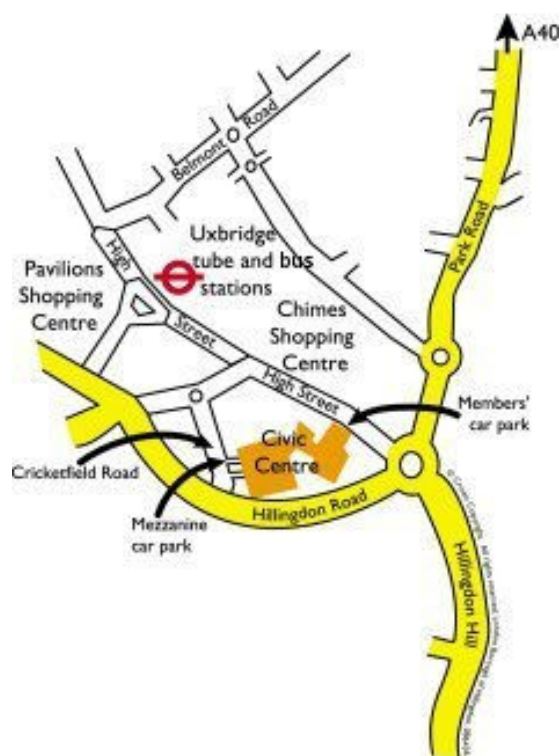 A40
Belmont Road
Park Road
High Street
Uxbridge
tube and bus
stations
Pavilions
Shopping
Centre
Chimes
Shopping
Centre
High Street
Members'
car park
Civic
Centre
Cricketfield Road
Mezzanine
car park
Hillingdon Road
Hillingdon Hill